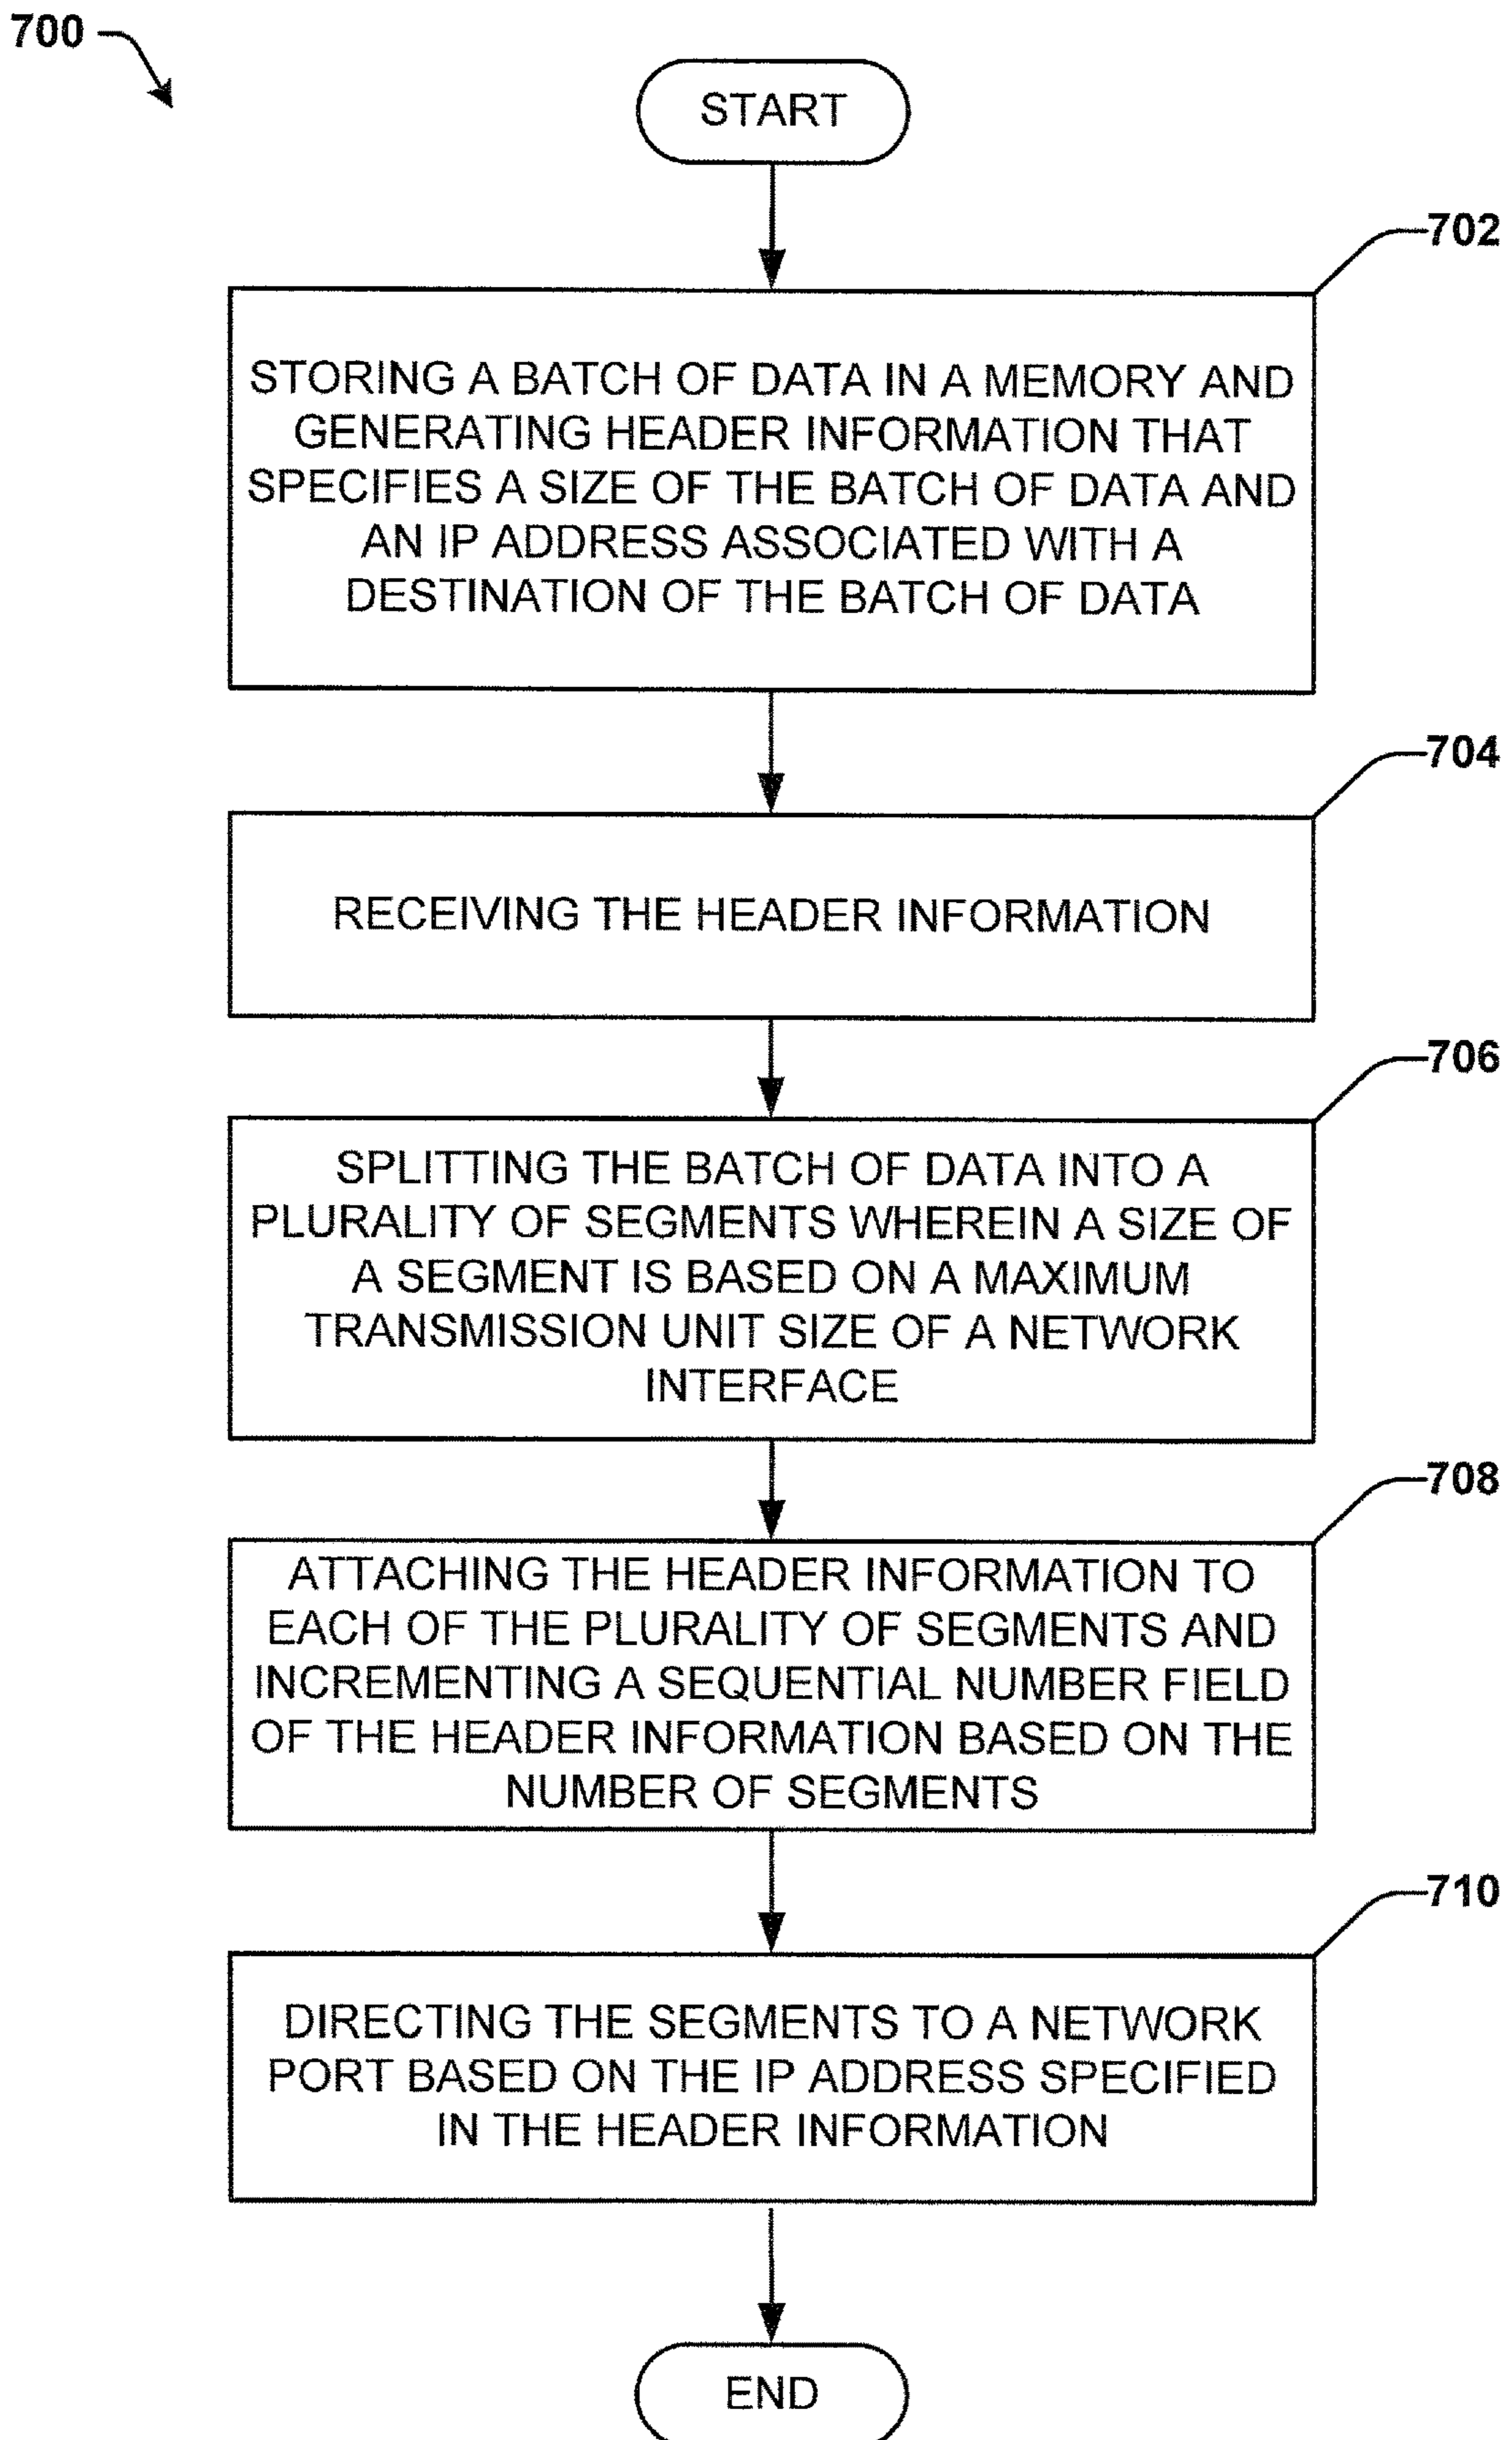 700
START
702
STORING A BATCH OF DATA IN A MEMORY AND
GENERATING HEADER INFORMATION THAT
SPECIFIES A SIZE OF THE BATCH OF DATA AND
AN IP ADDRESS ASSOCIATED WITH A
DESTINATION OF THE BATCH OF DATA
704
RECEIVING THE HEADER INFORMATION
706
SPLITTING THE BATCH OF DATA INTO A
PLURALITY OF SEGMENTS WHEREIN A SIZE OF
A SEGMENT IS BASED ON A MAXIMUM
TRANSMISSION UNIT SIZE OF A NETWORK
INTERFACE
708
ATTACHING THE HEADER INFORMATION TO
EACH OF THE PLURALITY OF SEGMENTS AND
INCREMENTING A SEQUENTIAL NUMBER FIELD
OF THE HEADER INFORMATION BASED ON THE
NUMBER OF SEGMENTS
710
DIRECTING THE SEGMENTS TO A NETWORK
PORT BASED ON THE IP ADDRESS SPECIFIED
IN THE HEADER INFORMATION
END